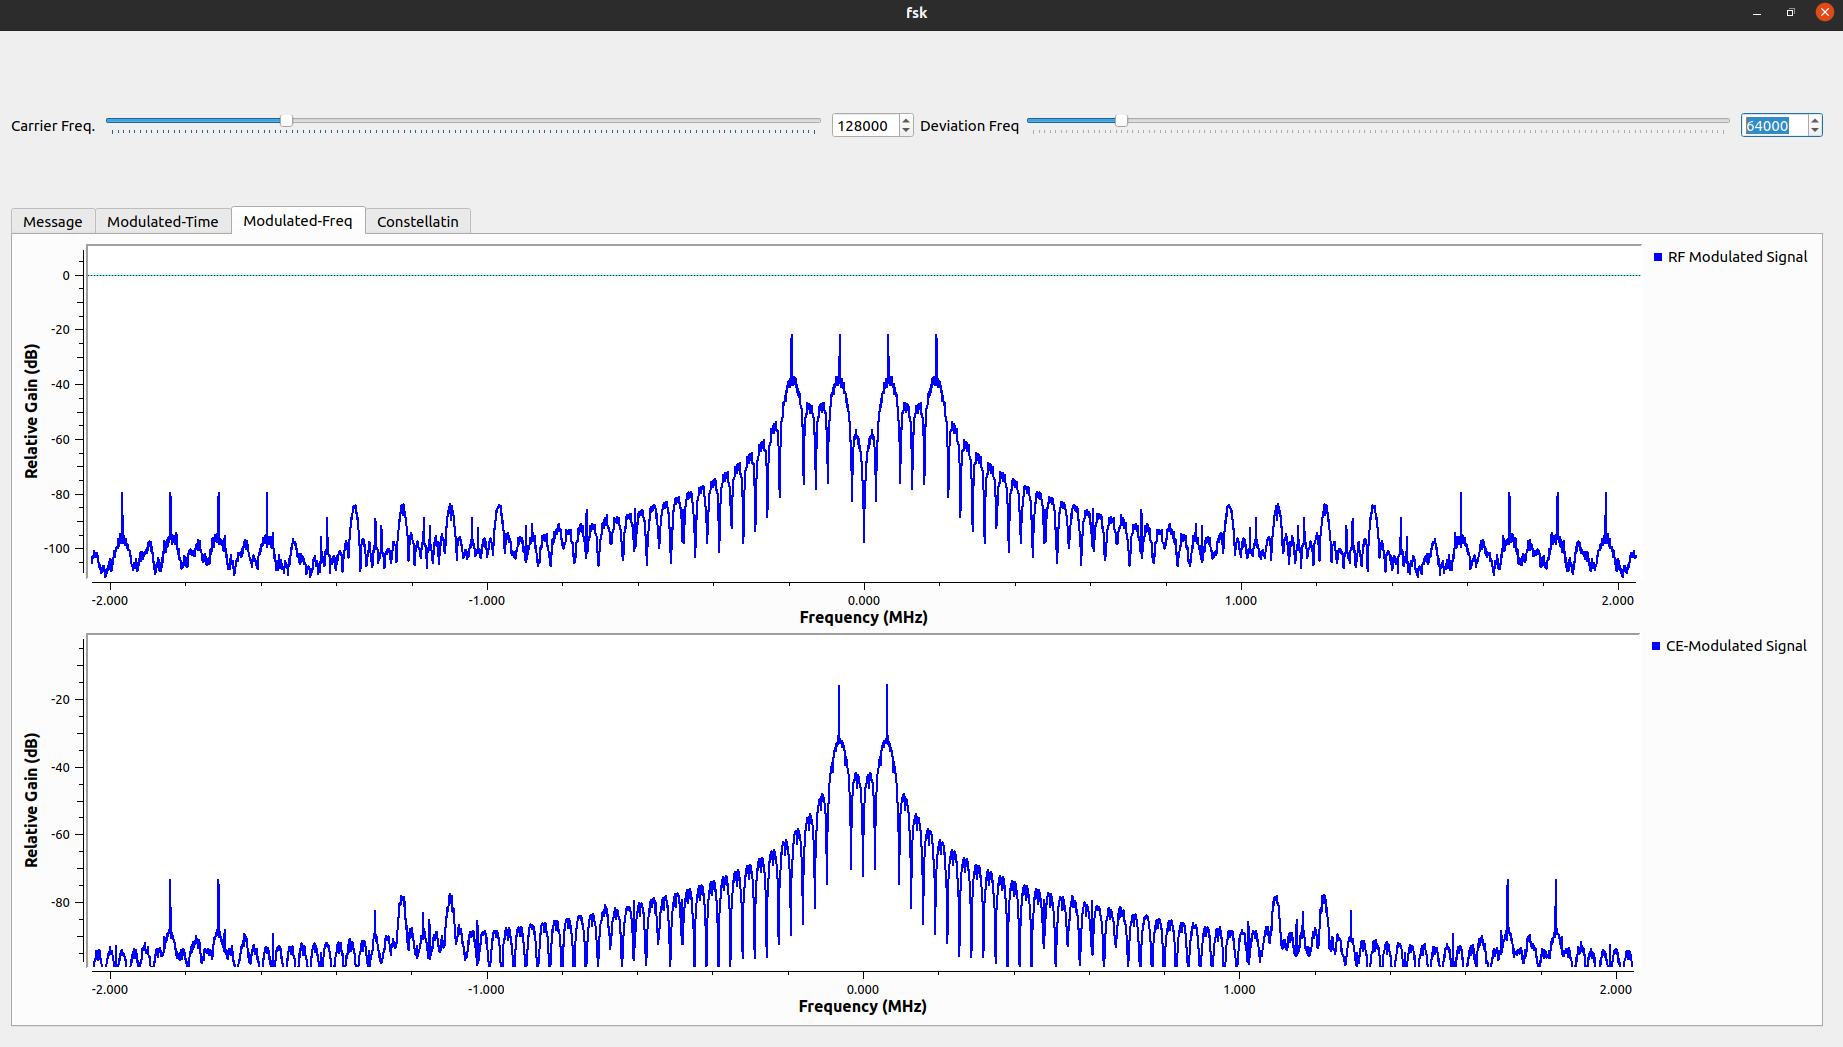 fsk
Carrier Freq. 128000 Deviation Freq 64000
Message Modulated-Time Modulated-Freq Constellatin
RF Modulated Signal
Relative Gain (dB)
0
-20
-40
-60
-80
-100
-2.000 -1.000 0.000 1.000 2.000
Frequency (MHz)
CE-Modulated Signal
Relative Gain (dB)
-20
-40
-60
-80
-2.000 -1.000 0.000 1.000 2.000
Frequency (MHz)